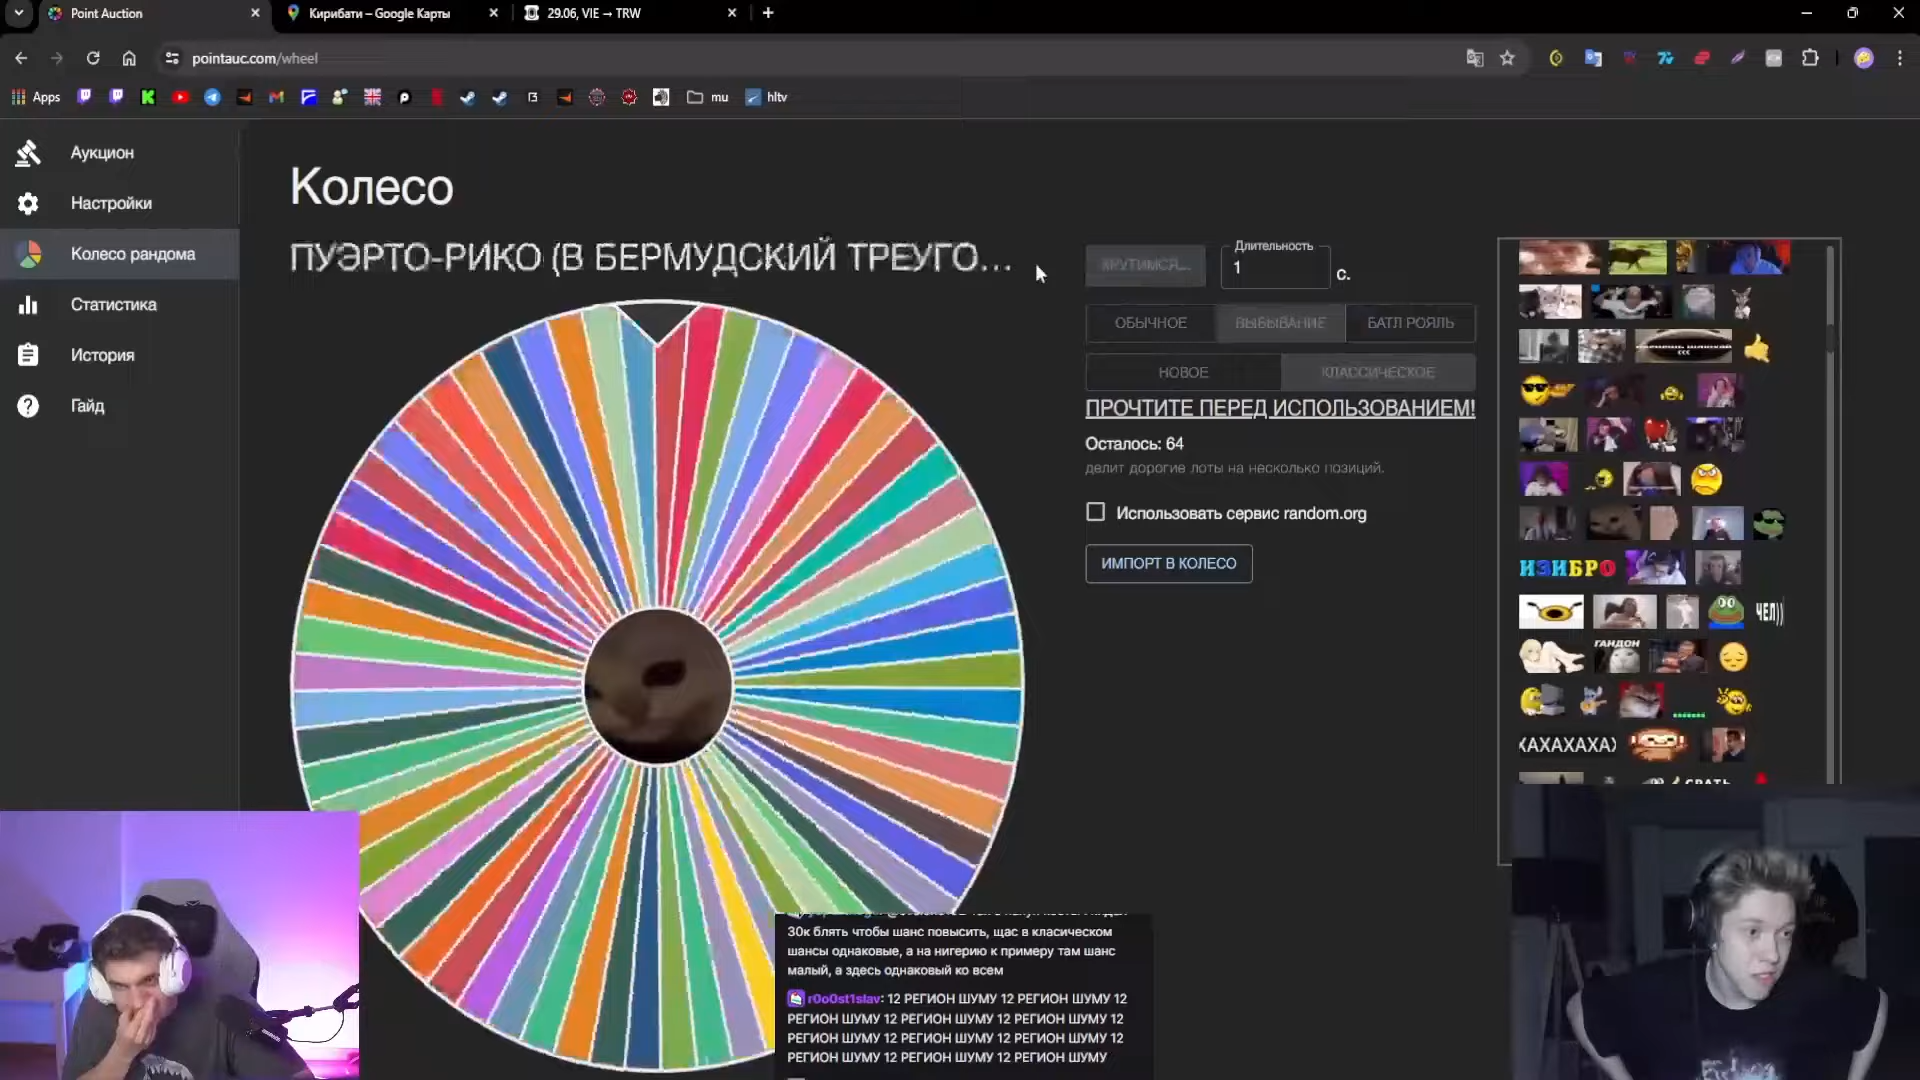 Point Auction
Кирибати – Google Карты
29.06, VIE → TRW
pointauc.com/wheel
Apps
mu
hltv
Аукцион
Настройки
Колесо рандома
Статистика
История
Гайд
Колесо
ПУЭРТО-РИКО (В БЕРМУДСКИЙ ТРЕУГО...
КРУТИМСЯ...
Длительность
1
с.
ОБЫЧНОЕ
ВЫБЫВАНИЕ
БАТЛ РОЯЛЬ
НОВОЕ
КЛАССИЧЕСКОЕ
ПРОЧТИТЕ ПЕРЕД ИСПОЛЬЗОВАНИЕМ!
Осталось: 64
делит дорогие лоты на несколько позиций.
Использовать сервис random.org
ИМПОРТ В КОЛЕСО
ИЗИБРО
ЧЕЛ))
ГАНДОН
ХАХАХАХА)
СРАТЬ
30к блять чтобы шанс повысить, щас в класическом
шансы однаковые, а на нигерию к примеру там шанс
малый, а здесь однаковый ко всем
r0o0st1slav: 12 РЕГИОН ШУМУ 12 РЕГИОН ШУМУ 12
РЕГИОН ШУМУ 12 РЕГИОН ШУМУ 12 РЕГИОН ШУМУ 12
РЕГИОН ШУМУ 12 РЕГИОН ШУМУ 12 РЕГИОН ШУМУ 12
РЕГИОН ШУМУ 12 РЕГИОН ШУМУ 12 РЕГИОН ШУМУ